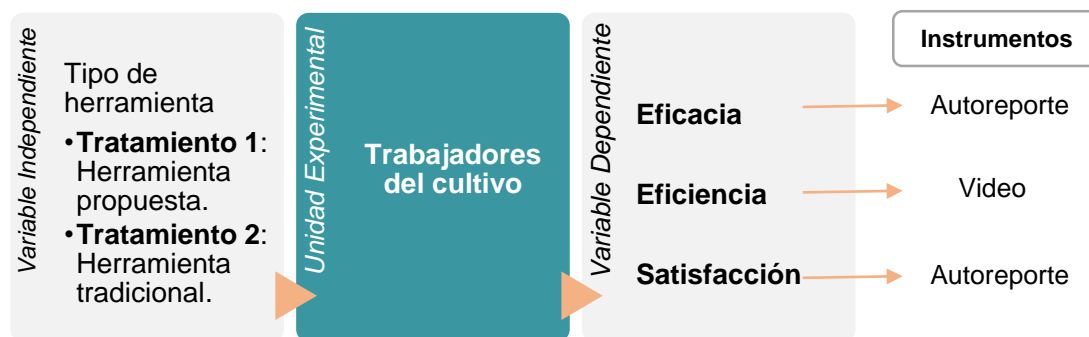 Variable Independiente
Tipo de
herramienta
•Tratamiento 1:
Herramienta
propuesta.
•Tratamiento 2:
Herramienta
tradicional.
Unidad Experimental
Trabajadores
del cultivo
Variable Dependiente
Eficacia
Eficiencia
Satisfacción
Instrumentos
Autoreporte
Video
Autoreporte